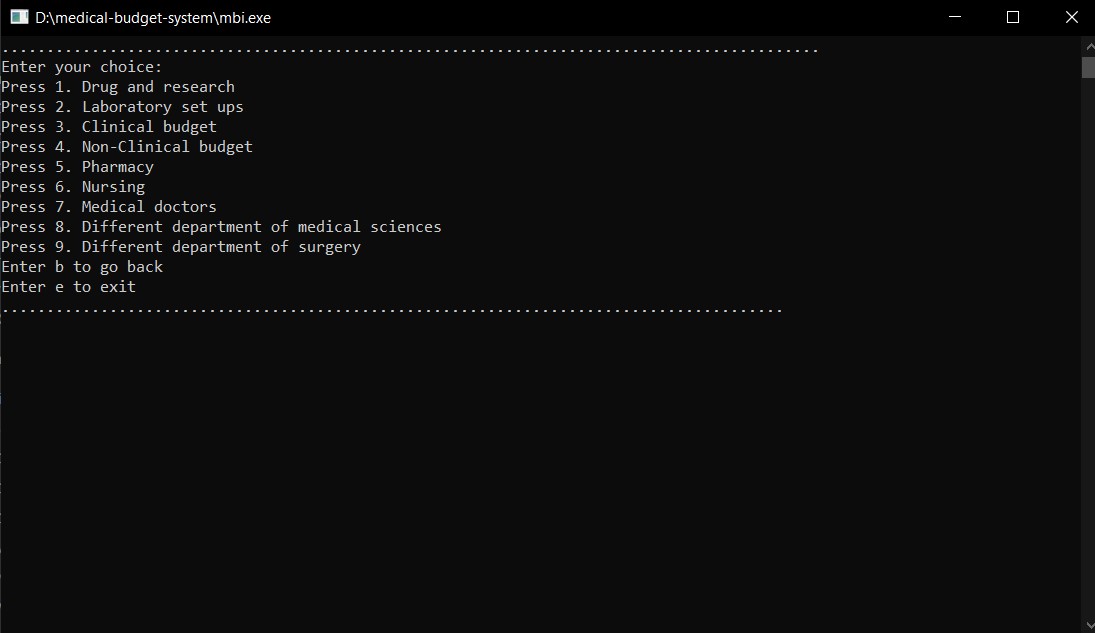 D:\medical-budget-system\mbi.exe
...........................................................................................
Enter your choice:
Press 1. Drug and research
Press 2. Laboratory set ups
Press 3. Clinical budget
Press 4. Non-Clinical budget
Press 5. Pharmacy
Press 6. Nursing
Press 7. Medical doctors
Press 8. Different department of medical sciences
Press 9. Different department of surgery
Enter b to go back
Enter e to exit
.......................................................................................